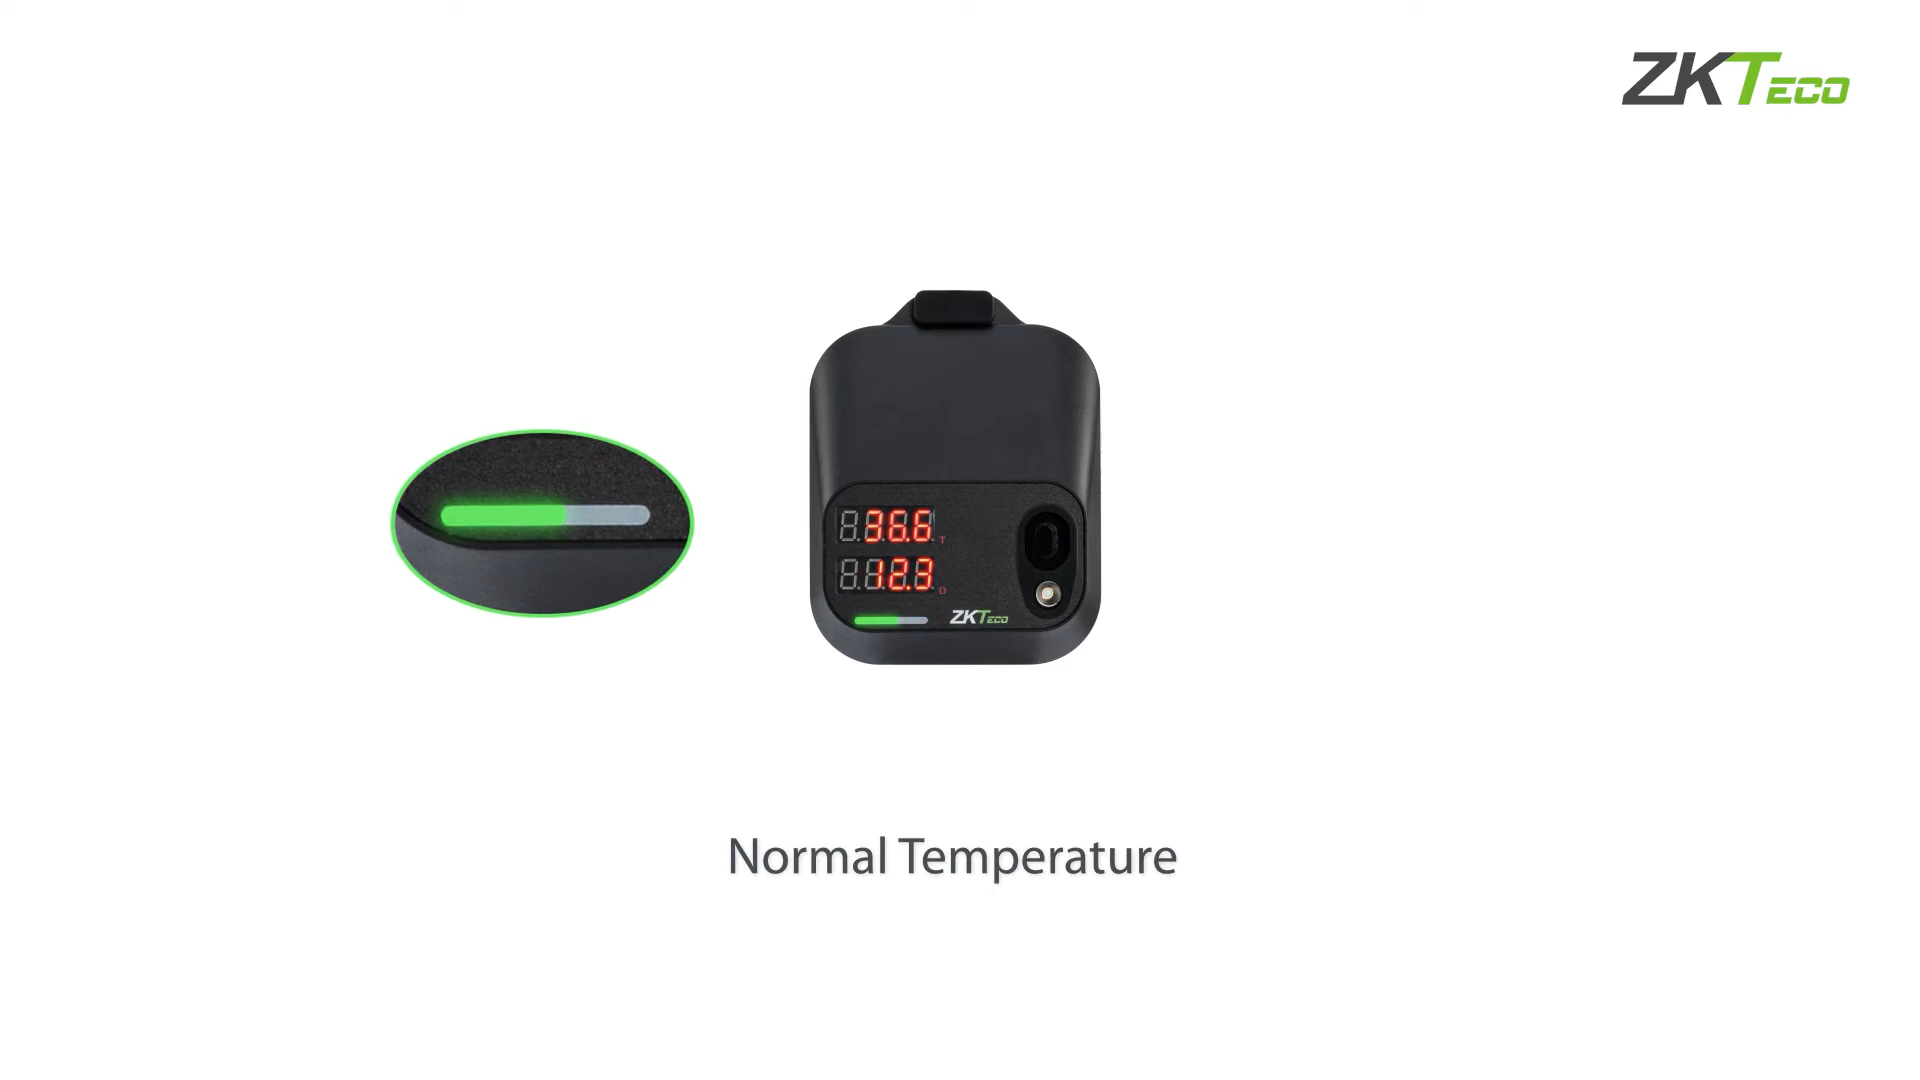 ZKTECO
36.6 T
12.3 D
ZKTECO
Normal Temperature